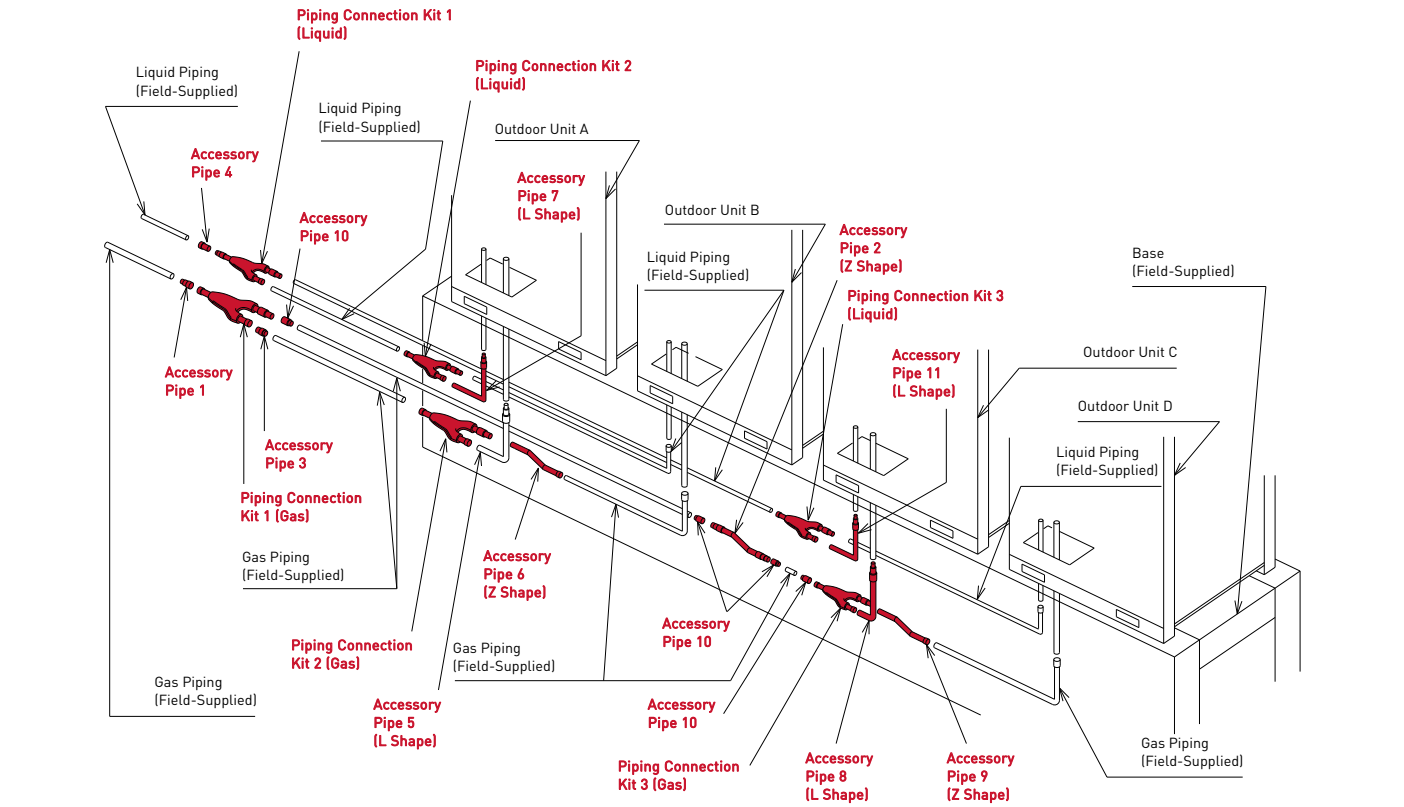 Piping Connection Kit 1
(Liquid)
Liquid Piping
(Field-Supplied)
Piping Connection Kit 2
(Liquid)
Liquid Piping
(Field-Supplied)
Outdoor Unit A
Accessory
Pipe 4
Accessory
Pipe 7
(L Shape)
Accessory
Pipe 10
Outdoor Unit B
Accessory
Pipe 2
(Z Shape)
Liquid Piping
(Field-Supplied)
Base
(Field-Supplied)
Piping Connection Kit 3
(Liquid)
Accessory
Pipe 11
(L Shape)
Outdoor Unit C
Accessory
Pipe 1
Outdoor Unit D
Accessory
Pipe 3
Liquid Piping
(Field-Supplied)
Piping Connection
Kit 1 (Gas)
Gas Piping
(Field-Supplied)
Accessory
Pipe 6
(Z Shape)
Accessory
Pipe 10
Piping Connection
Kit 2 (Gas)
Gas Piping
(Field-Supplied)
Gas Piping
(Field-Supplied)
Accessory
Pipe 5
(L Shape)
Accessory
Pipe 10
Piping Connection
Kit 3 (Gas)
Accessory
Pipe 8
(L Shape)
Accessory
Pipe 9
(Z Shape)
Gas Piping
(Field-Supplied)